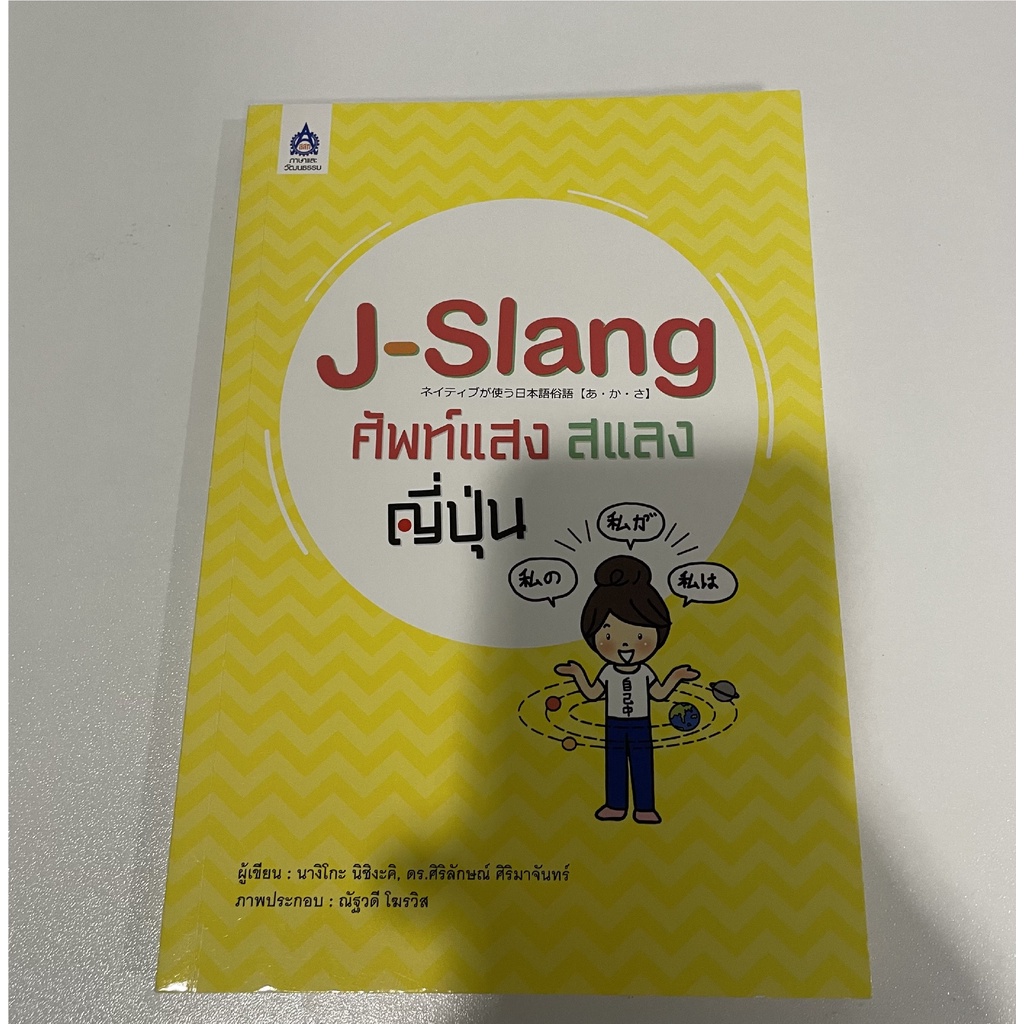 ส.ส.ท.
ภาษาและ
วัฒนธรรม
J-Slang
ネイティブが使う日本語俗語【あ・か・さ】
ศัพท์แสง สแลง
ญี่ปุ่น
私が
私の
私は
自己中
ผู้เขียน : นางิโกะ นิชิงะคิ, ดร.ศิริลักษณ์ ศิริมาจันทร์
ภาพประกอบ : ณัฐวดี โฆรวิส